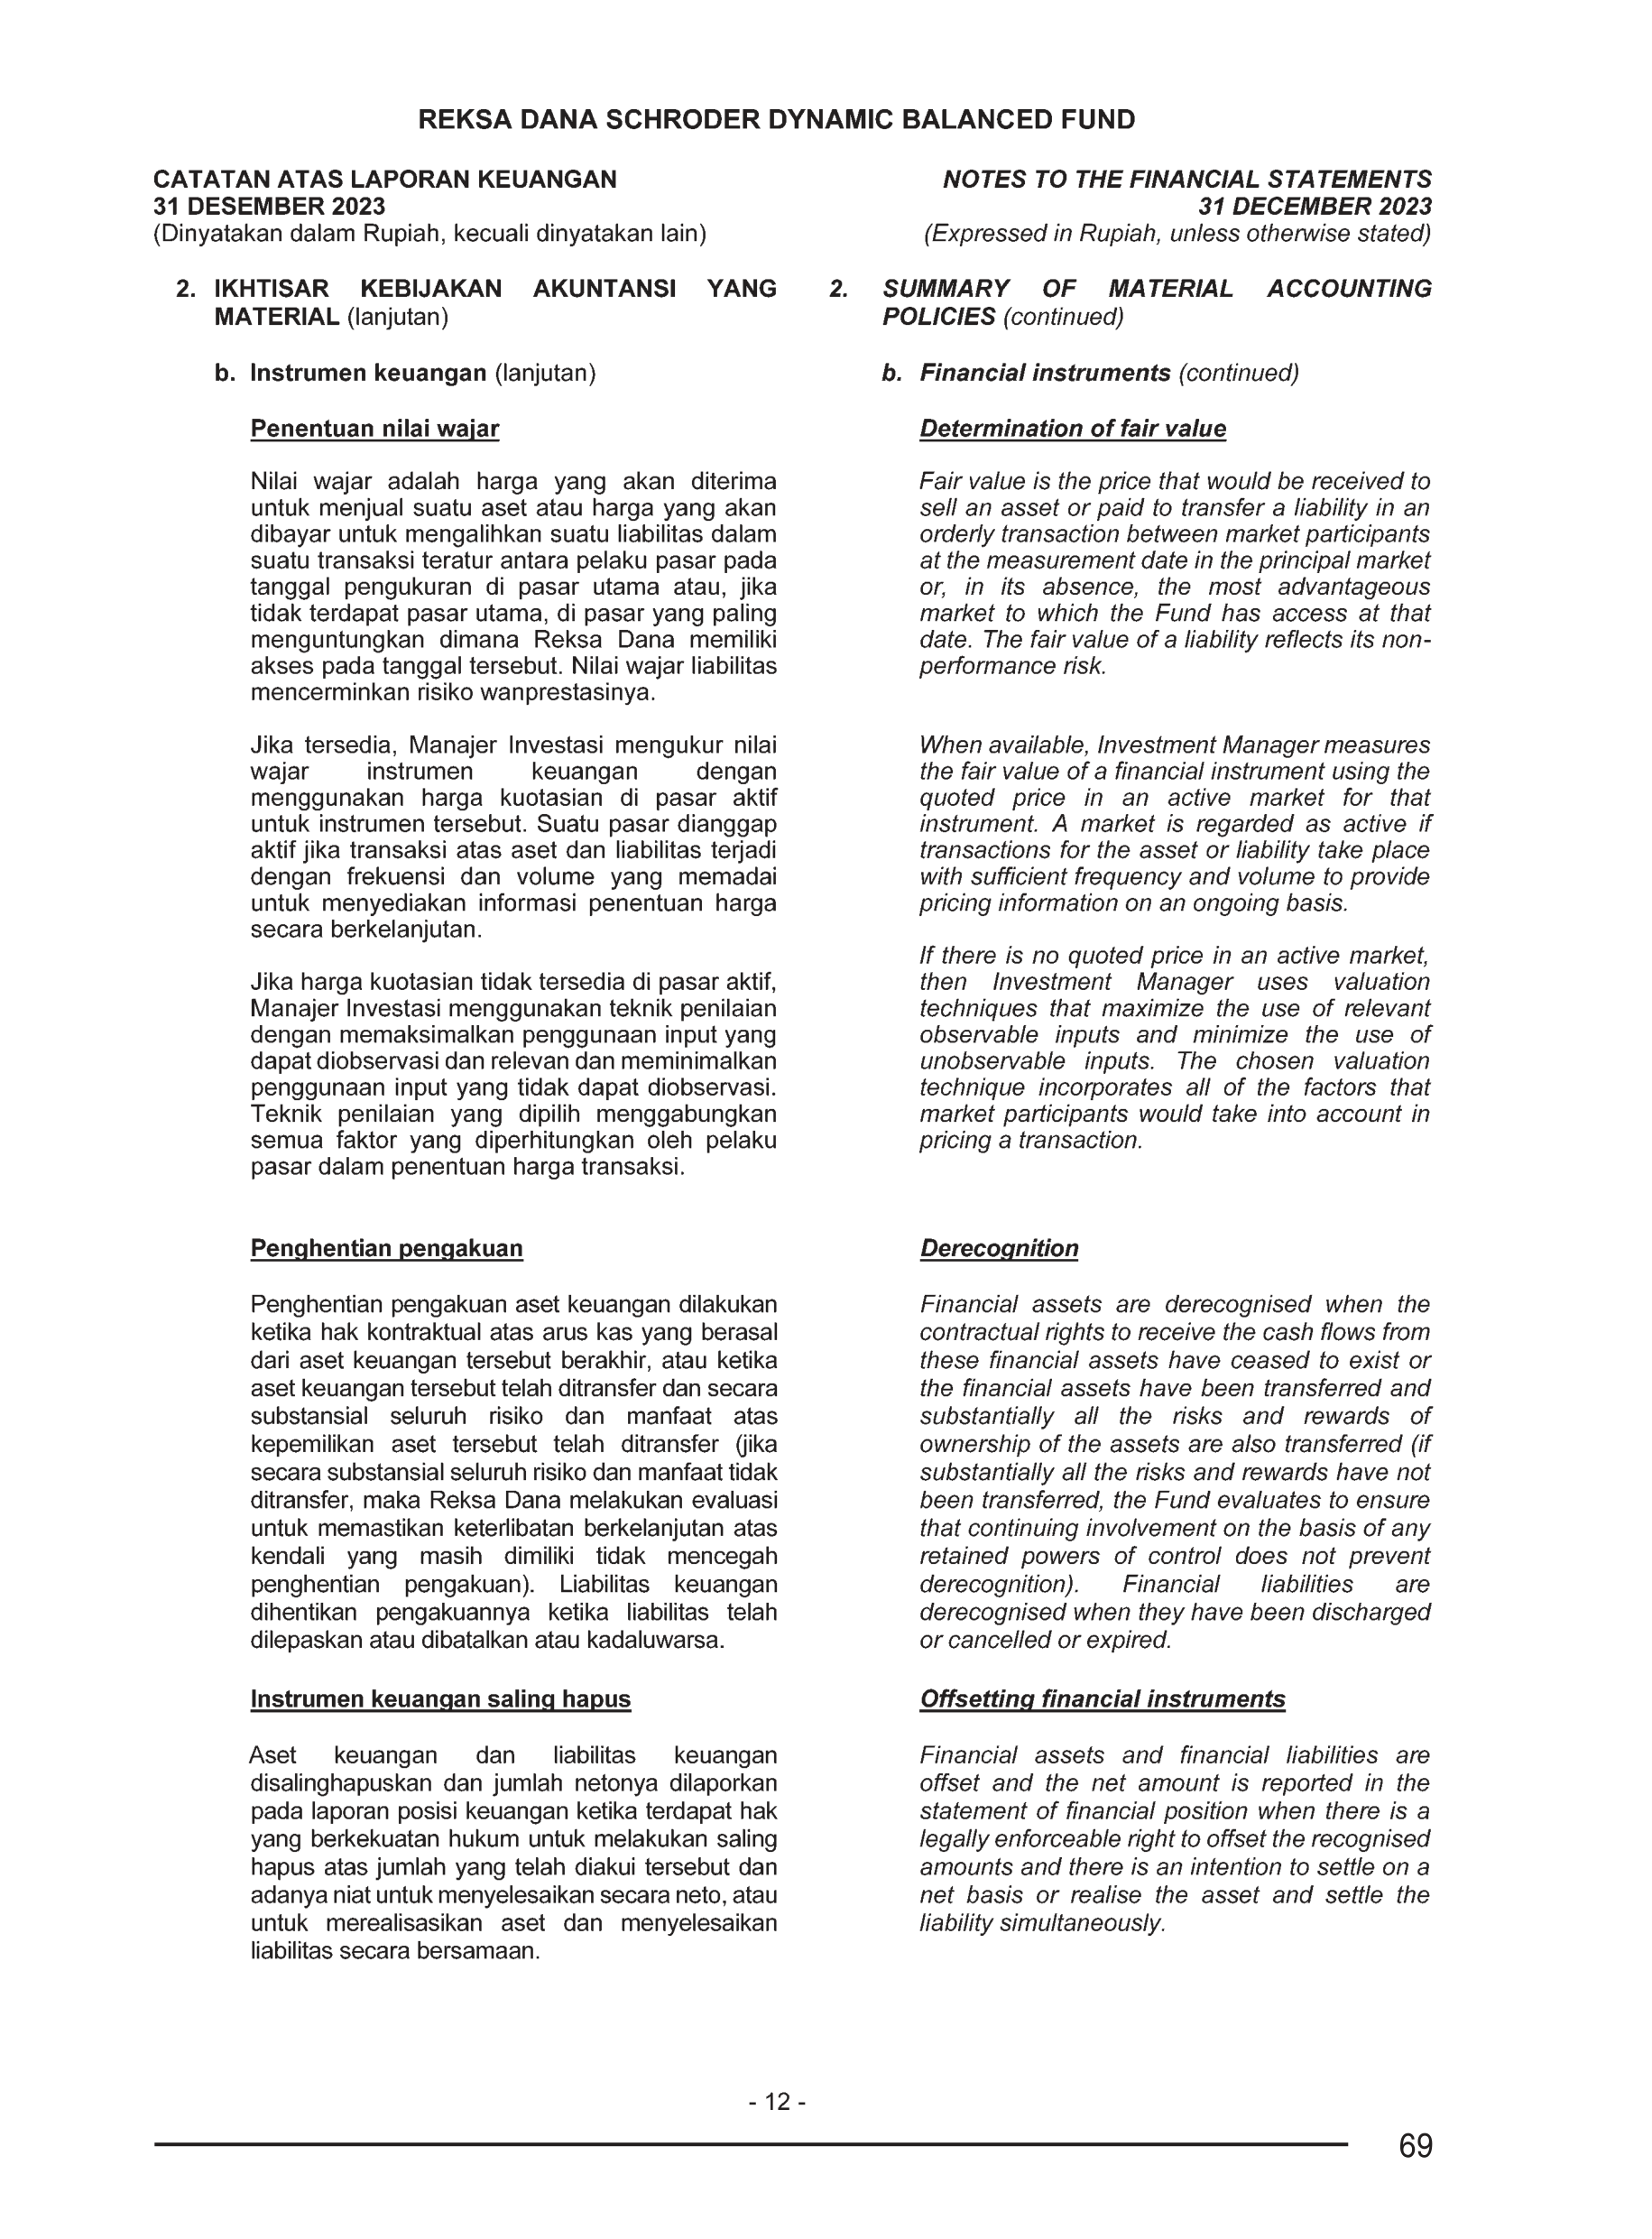 REKSA DANA SCHRODER DYNAMIC BALANCED FUND
CATATAN ATAS LAPORAN KEUANGAN
31 DESEMBER 2023
(Dinyatakan dalam Rupiah, kecuali dinyatakan lain)
NOTES TO THE FINANCIAL STATEMENTS
31 DECEMBER 2023
(Expressed in Rupiah, unless otherwise stated)
2. IKHTISAR KEBIJAKAN AKUNTANSI YANG
MATERIAL (lanjutan)
b. Instrumen keuangan (lanjutan)
Penentuan nilai wajar
Nilai wajar adalah harga yang akan diterima
untuk menjual suatu aset atau harga yang akan
dibayar untuk mengalihkan suatu liabilitas dalam
suatu transaksi teratur antara pelaku pasar pada
tanggal pengukuran di pasar utama atau, jika
tidak terdapat pasar utama, di pasar yang paling
menguntungkan dimana Reksa Dana memiliki
akses pada tanggal tersebut. Nilai wajar liabilitas
mencerminkan risiko wanprestasinya.
Jika tersedia, Manajer Investasi mengukur nilai
wajar instrumen keuangan dengan
menggunakan harga kuotasian di pasar aktif
untuk instrumen tersebut. Suatu pasar dianggap
aktif jika transaksi atas aset dan liabilitas terjadi
dengan frekuensi dan volume yang memadai
untuk menyediakan informasi penentuan harga
secara berkelanjutan.
Jika harga kuotasian tidak tersedia di pasar aktif,
Manajer Investasi menggunakan teknik penilaian
dengan memaksimalkan penggunaan input yang
dapat diobservasi dan relevan dan meminimalkan
penggunaan input yang tidak dapat diobservasi.
Teknik penilaian yang dipilih menggabungkan
semua faktor yang diperhitungkan oleh pelaku
pasar dalam penentuan harga transaksi.
Penghentian pengakuan
Penghentian pengakuan aset keuangan dilakukan
ketika hak kontraktual atas arus kas yang berasal
dari aset keuangan tersebut berakhir, atau ketika
aset keuangan tersebut telah ditransfer dan secara
substansial seluruh risiko dan manfaat atas
kepemilikan aset tersebut telah ditransfer (jika
secara substansial seluruh risiko dan manfaat tidak
ditransfer, maka Reksa Dana melakukan evaluasi
untuk memastikan keterlibatan berkelanjutan atas
kendali yang masih dimiliki tidak mencegah
penghentian pengakuan). Liabilitas keuangan
dihentikan pengakuannya ketika liabilitas telah
dilepaskan atau dibatalkan atau kadaluwarsa.
Instrumen keuangan saling hapus
Aset keuangan dan liabilitas keuangan
disalinghapuskan dan jumlah netonya dilaporkan
pada laporan posisi keuangan ketika terdapat hak
yang berkekuatan hukum untuk melakukan saling
hapus atas jumlah yang telah diakui tersebut dan
adanya niat untuk menyelesaikan secara neto, atau
untuk merealisasikan aset dan menyelesaikan
liabilitas secara bersamaan.
2. SUMMARY OF MATERIAL ACCOUNTING
POLICIES (continued)
b. Financial instruments (continued)
Determination of fair value
Fair value is the price that would be received to
sell an asset or paid to transfer a liability in an
orderly transaction between market participants
at the measurement date in the principal market
or, in its absence, the most advantageous
market to which the Fund has access at that
date. The fair value of a liability reflects its non-
performance risk.
When available, Investment Manager measures
the fair value of a financial instrument using the
quoted price in an active market for that
instrument. A market is regarded as active if
transactions for the asset or liability take place
with sufficient frequency and volume to provide
pricing information on an ongoing basis.
If there is no quoted price in an active market,
then Investment Manager uses valuation
techniques that maximize the use of relevant
observable inputs and minimize the use of
unobservable inputs. The chosen valuation
technique incorporates all of the factors that
market participants would take into account in
pricing a transaction.
Derecognition
Financial assets are derecognised when the
contractual rights to receive the cash flows from
these financial assets have ceased to exist or
the financial assets have been transferred and
substantially all the risks and rewards of
ownership of the assets are also transferred (if
substantially all the risks and rewards have not
been transferred, the Fund evaluates to ensure
that continuing involvement on the basis of any
retained powers of control does not prevent
derecognition). Financial liabilities are
derecognised when they have been discharged
or cancelled or expired.
Offsetting financial instruments
Financial assets and financial liabilities are
offset and the net amount is reported in the
statement of financial position when there is a
legally enforceable right to offset the recognised
amounts and there is an intention to settle on a
net basis or realise the asset and settle the
liability simultaneously.
- 12 -
69